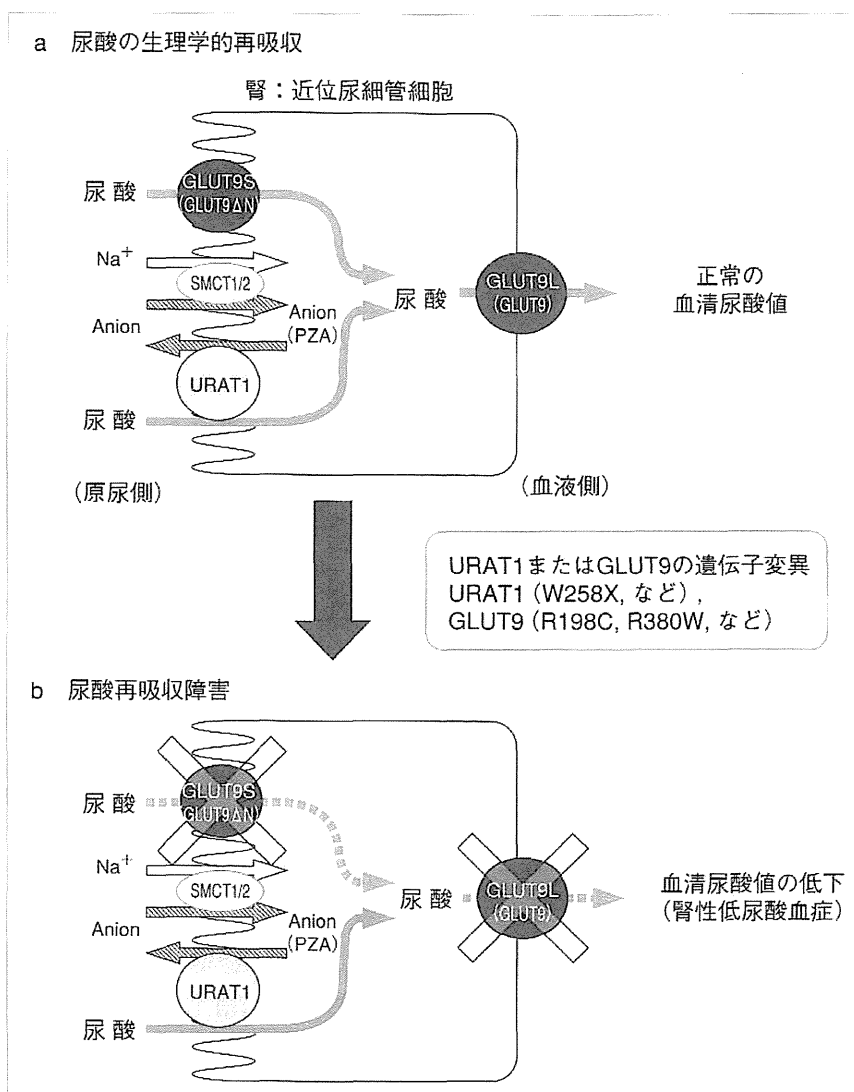 a 尿酸の生理学的再吸収
腎：近位尿細管細胞
尿酸
GLUT9S
(GLUT9ΔN)
Na⁺
SMCT1/2
Anion
Anion
(PZA)
URAT1
尿酸
尿酸
GLUT9L
(GLUT9)
正常の
血清尿酸値
(原尿側)
(血液側)
URAT1またはGLUT9の遺伝子変異
URAT1 (W258X, など) ,
GLUT9 (R198C, R380W, など)
b 尿酸再吸収障害
尿酸
GLUT9S
(GLUT9ΔN)
Na⁺
SMCT1/2
Anion
Anion
(PZA)
URAT1
尿酸
尿酸
GLUT9L
(GLUT9)
血清尿酸値の低下
(腎性低尿酸血症)